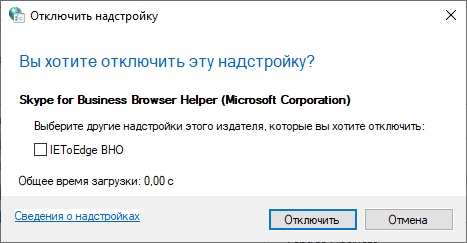 Отключить надстройку
Вы хотите отключить эту надстройку?
Skype for Business Browser Helper (Microsoft Corporation)
Выберите другие надстройки этого издателя, которые вы хотите отключить:
IEToEdge BHO
Общее время загрузки: 0,00 с
Сведения о надстройках
Отключить
Отмена